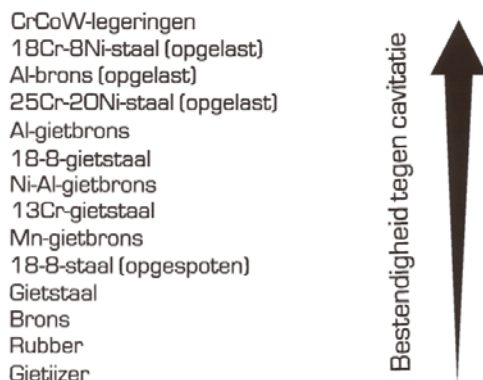 CrCoW-legeringen
18Cr-8Ni-staal (opgelast)
Al-brons (opgelast)
25Cr-20Ni-staal (opgelast)
Al-gietbrons
18-8-gietstaal
Ni-Al-gietbrons
13Cr-gietstaal
Mn-gietbrons
18-8-staal (opgespoten)
Gietstaal
Brons
Rubber
Gietijzer
Bestendigheid tegen cavitatie